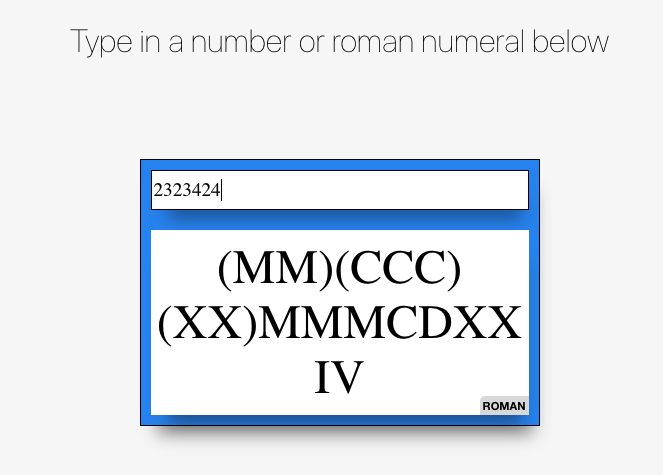 Type in a number or roman numeral below
2323424
(MM)(CCC)
(XX)MMMCDXX
IV
ROMAN